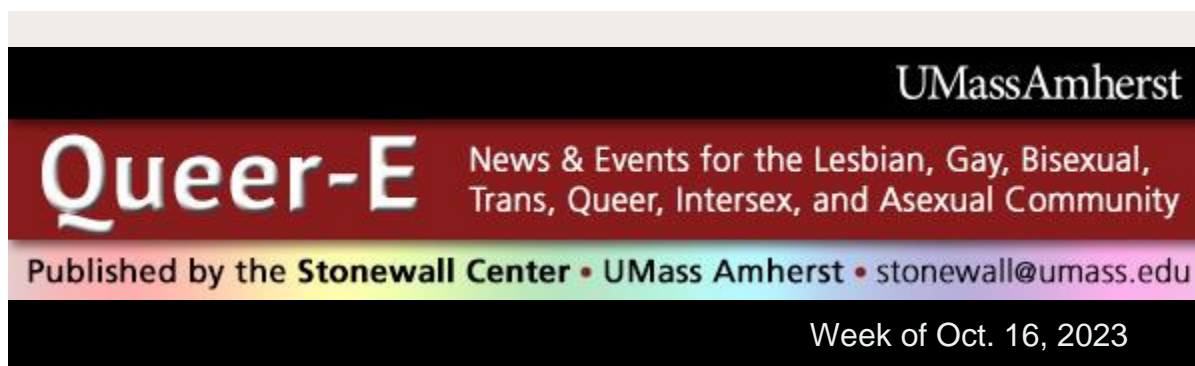 UMassAmherst
Queer-E
News & Events for the Lesbian, Gay, Bisexual,
Trans, Queer, Intersex, and Asexual Community
Published by the Stonewall Center • UMass Amherst • stonewall@umass.edu
Week of Oct. 16, 2023